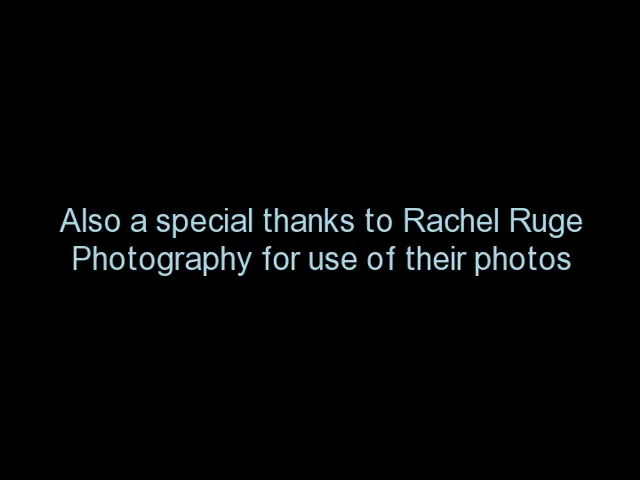 Also a special thanks to Rachel Ruge
Photography for use of their photos